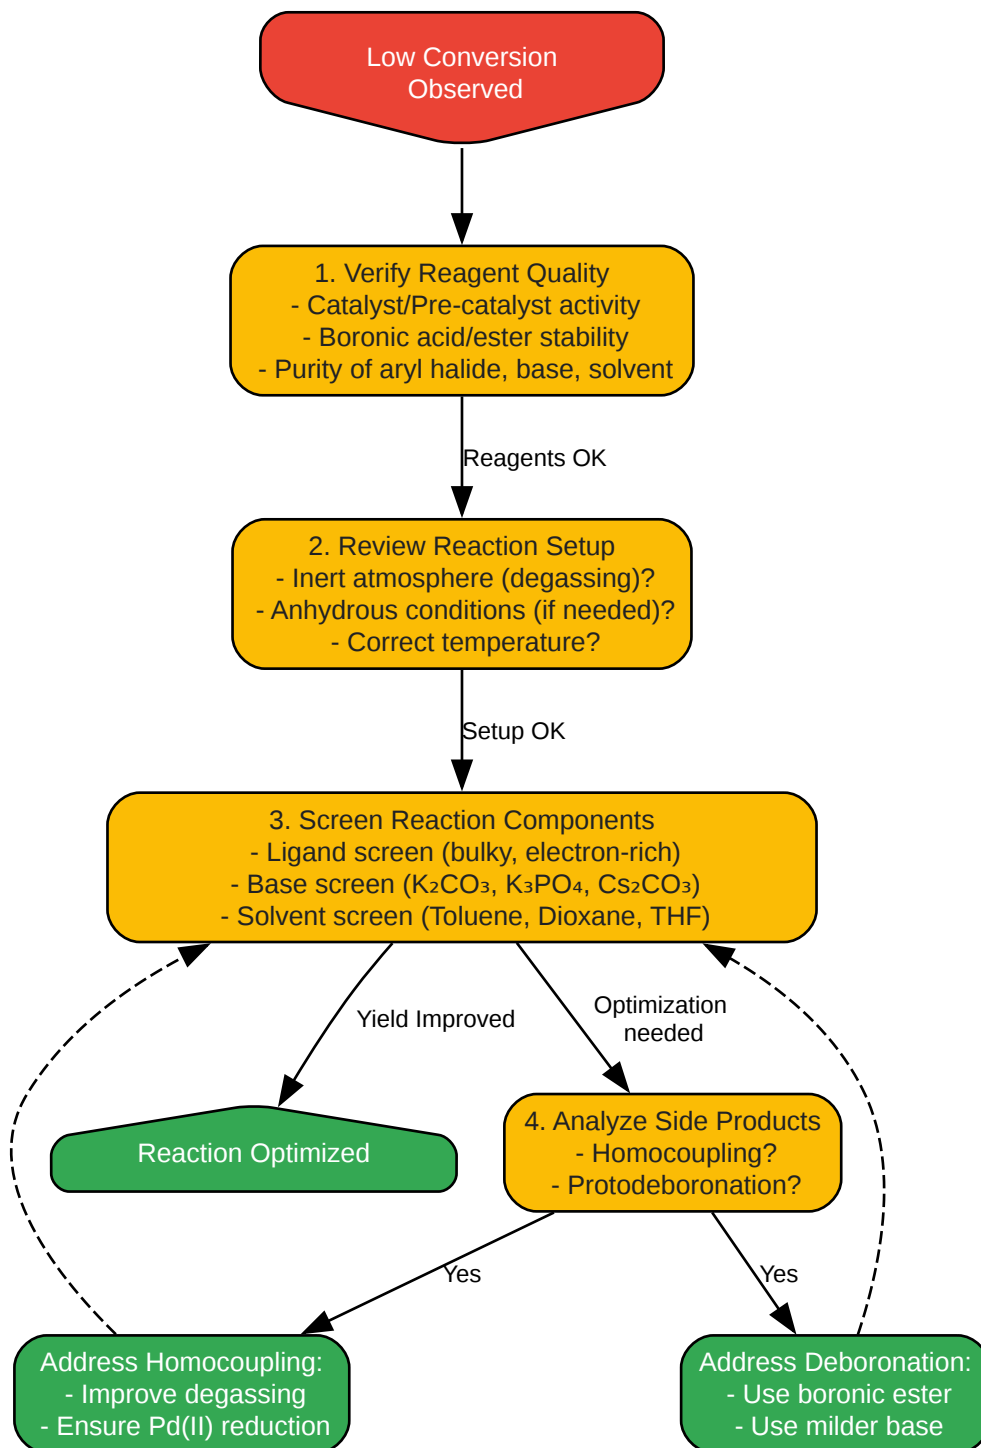 Low Conversion
Observed
1. Verify Reagent Quality
- Catalyst/Pre-catalyst activity
- Boronic acid/ester stability
- Purity of aryl halide, base, solvent
Reagents OK
2. Review Reaction Setup
- Inert atmosphere (degassing)?
- Anhydrous conditions (if needed)?
- Correct temperature?
Setup OK
3. Screen Reaction Components
- Ligand screen (bulky, electron-rich)
- Base screen (K₂CO₃, K₃PO₄, Cs₂CO₃)
- Solvent screen (Toluene, Dioxane, THF)
Yield Improved
Optimization
needed
Reaction Optimized
4. Analyze Side Products
- Homocoupling?
- Protodeboronation?
Yes
Yes
Address Homocoupling:
- Improve degassing
- Ensure Pd(II) reduction
Address Deboronation:
- Use boronic ester
- Use milder base